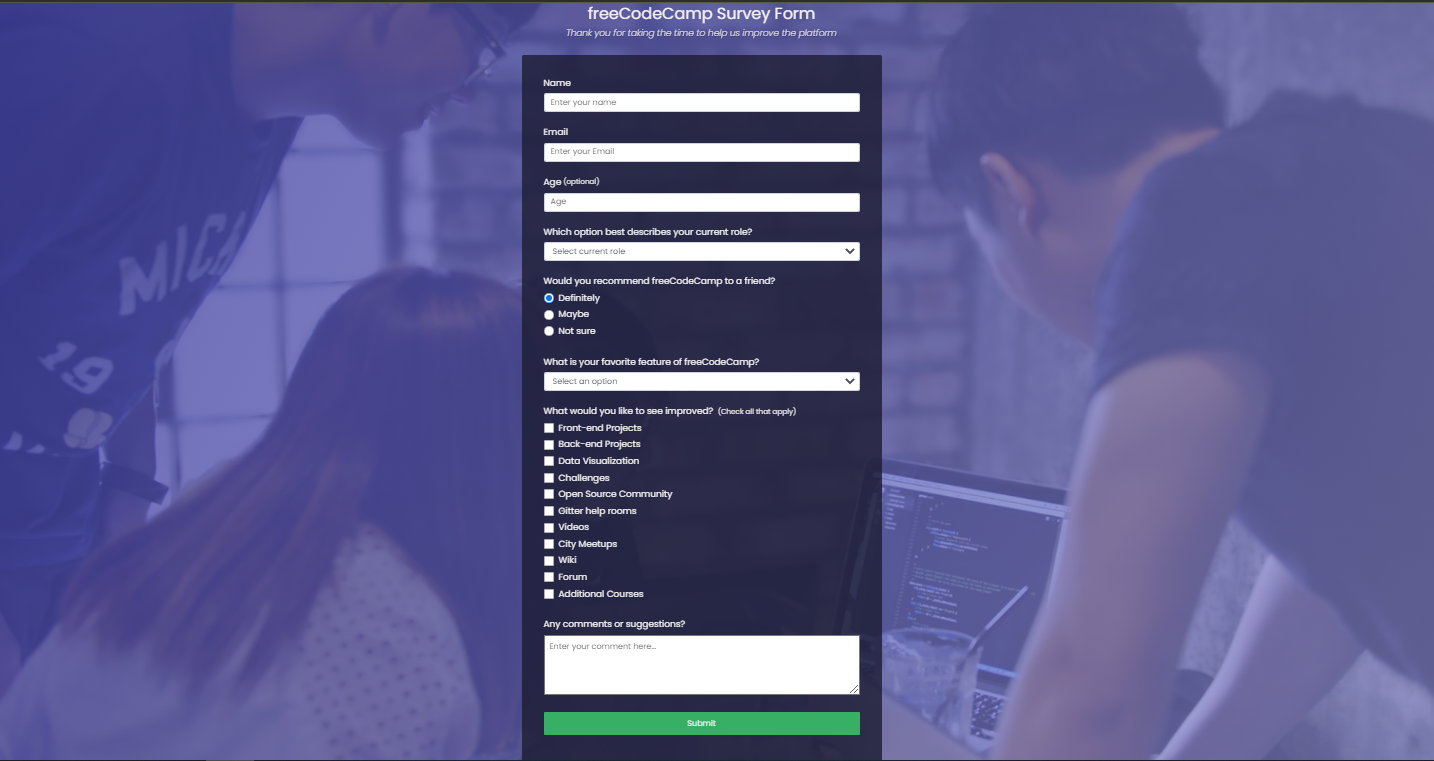 freeCodeCamp Survey Form
Thank you for taking the time to help us improve the platform
Name
Enter your name
Email
Enter your Email
Age (optional)
Age
Which option best describes your current role?
Select current role
Would you recommend freeCodeCamp to a friend?
Definitely
Maybe
Not sure
What is your favorite feature of freeCodeCamp?
Select an option
What would you like to see improved? (Check all that apply)
Front-end Projects
Back-end Projects
Data Visualization
Challenges
Open Source Community
Gitter help rooms
Videos
City Meetups
Wiki
Forum
Additional Courses
Any comments or suggestions?
Enter your comment here...
Submit
MICH
19